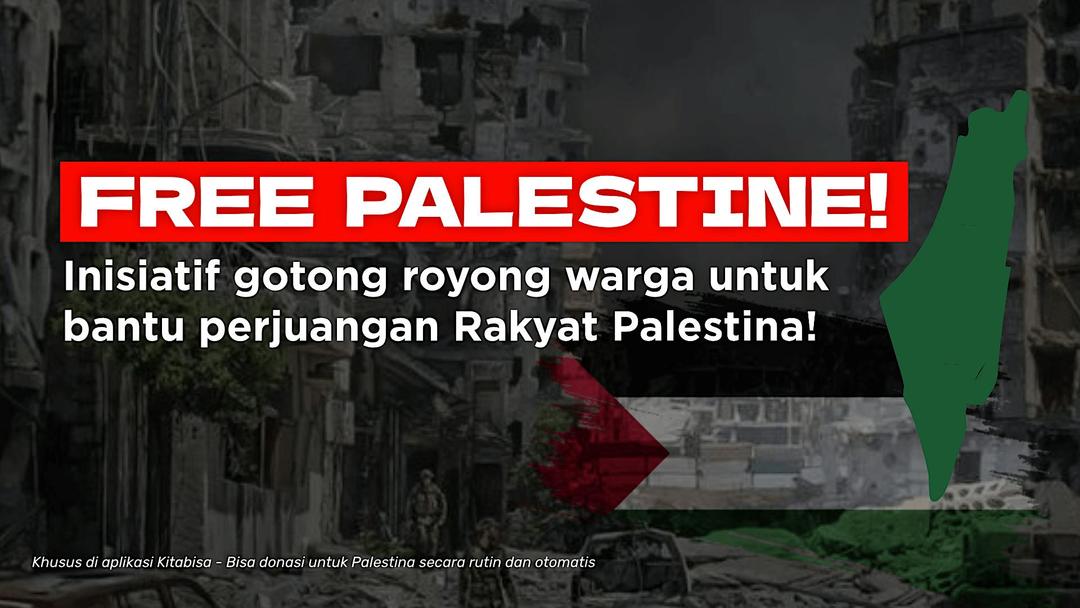 FREE PALESTINE!
Inisiatif gotong royong warga untuk
bantu perjuangan Rakyat Palestina!
Khusus di aplikasi Kitabisa - Bisa donasi untuk Palestina secara rutin dan otomatis